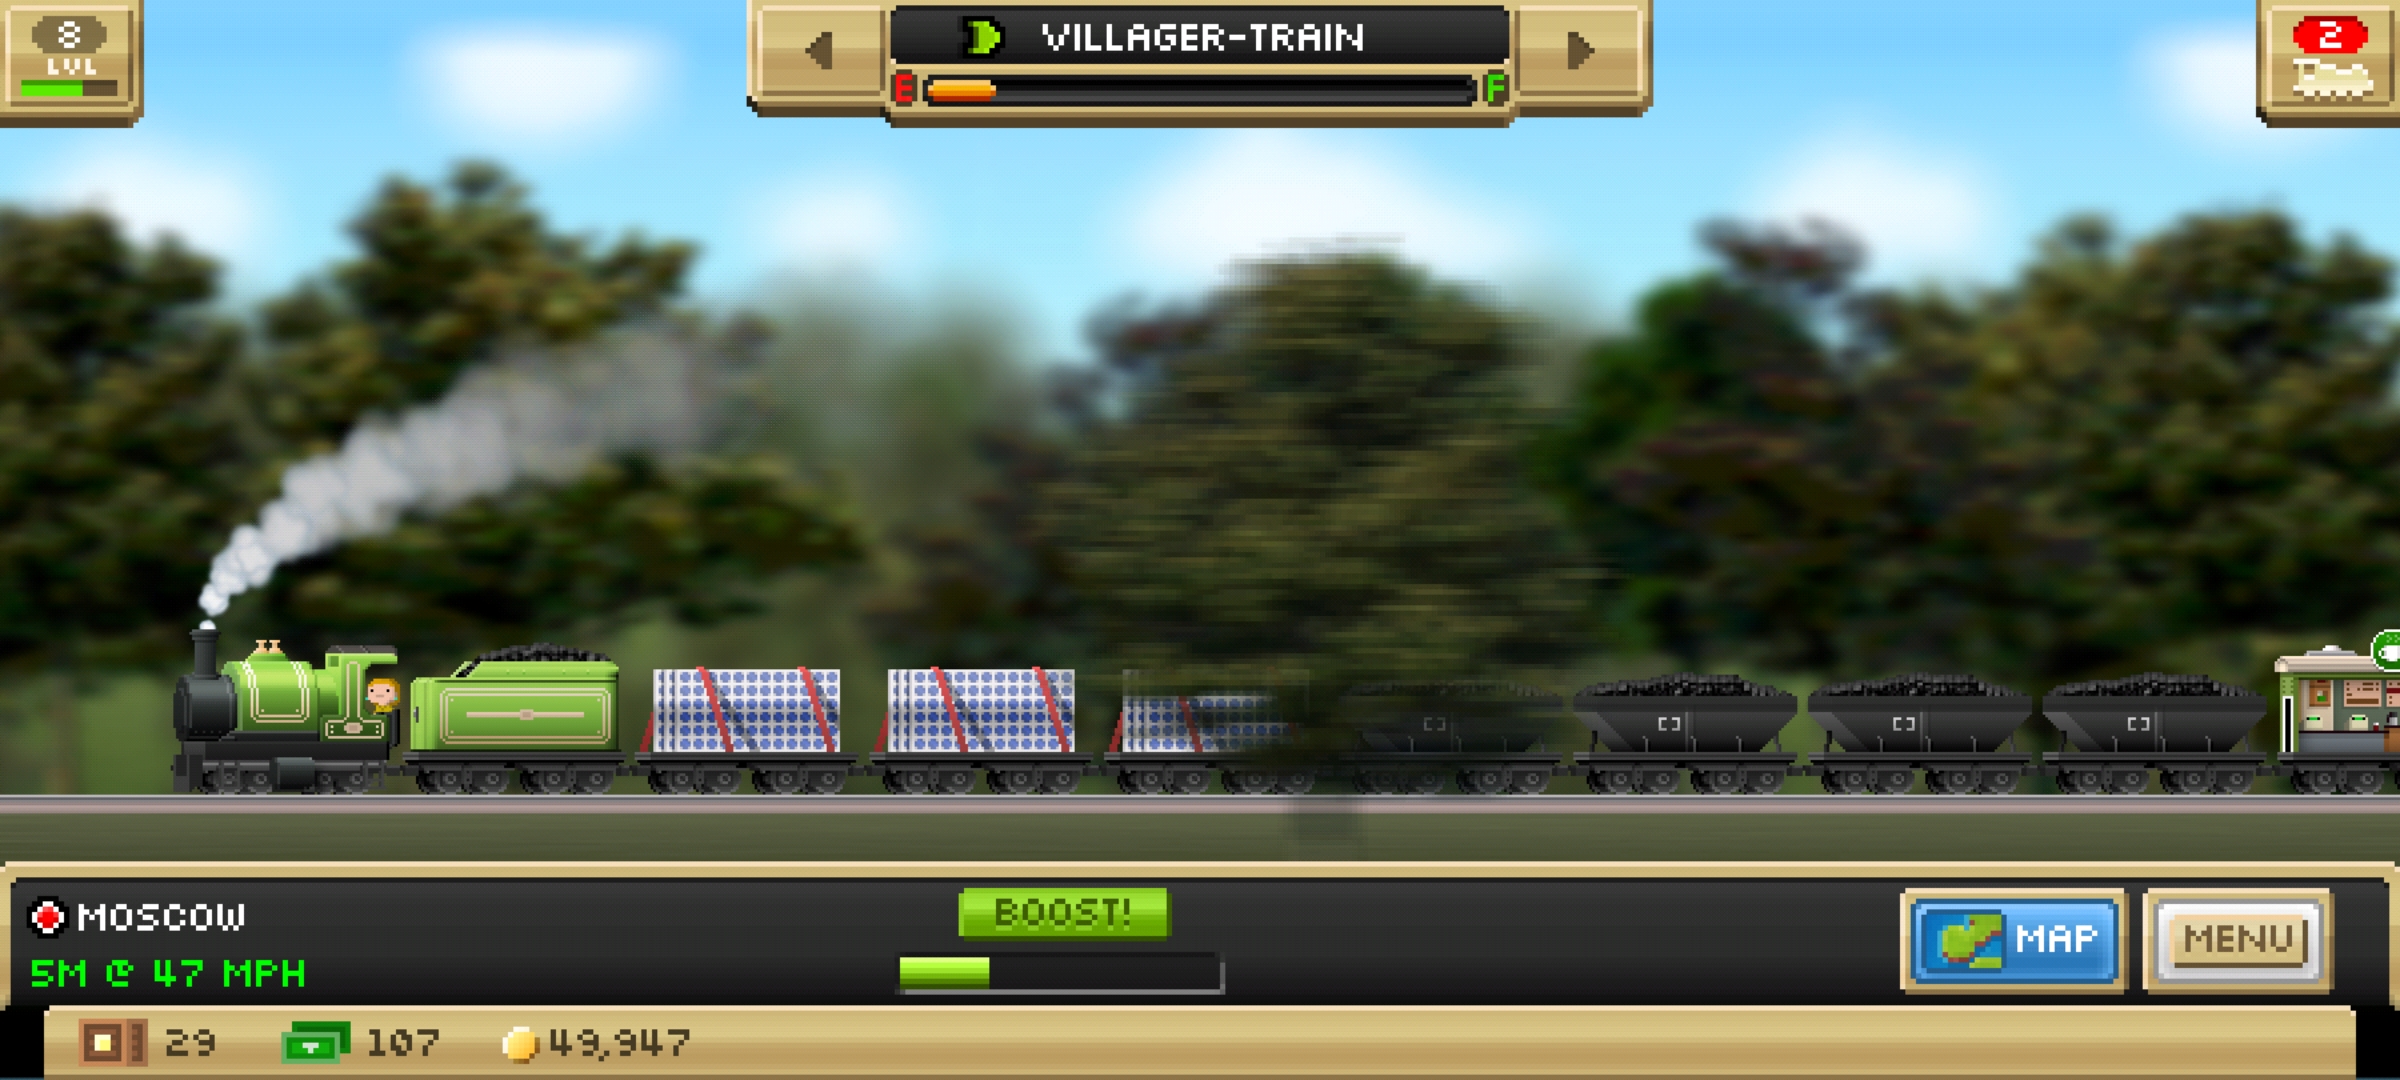 8
LVL
VILLAGER-TRAIN
E F
2
MOSCOW
5M @ 47 MPH
BOOST!
MAP
MENU
29 107 49,947